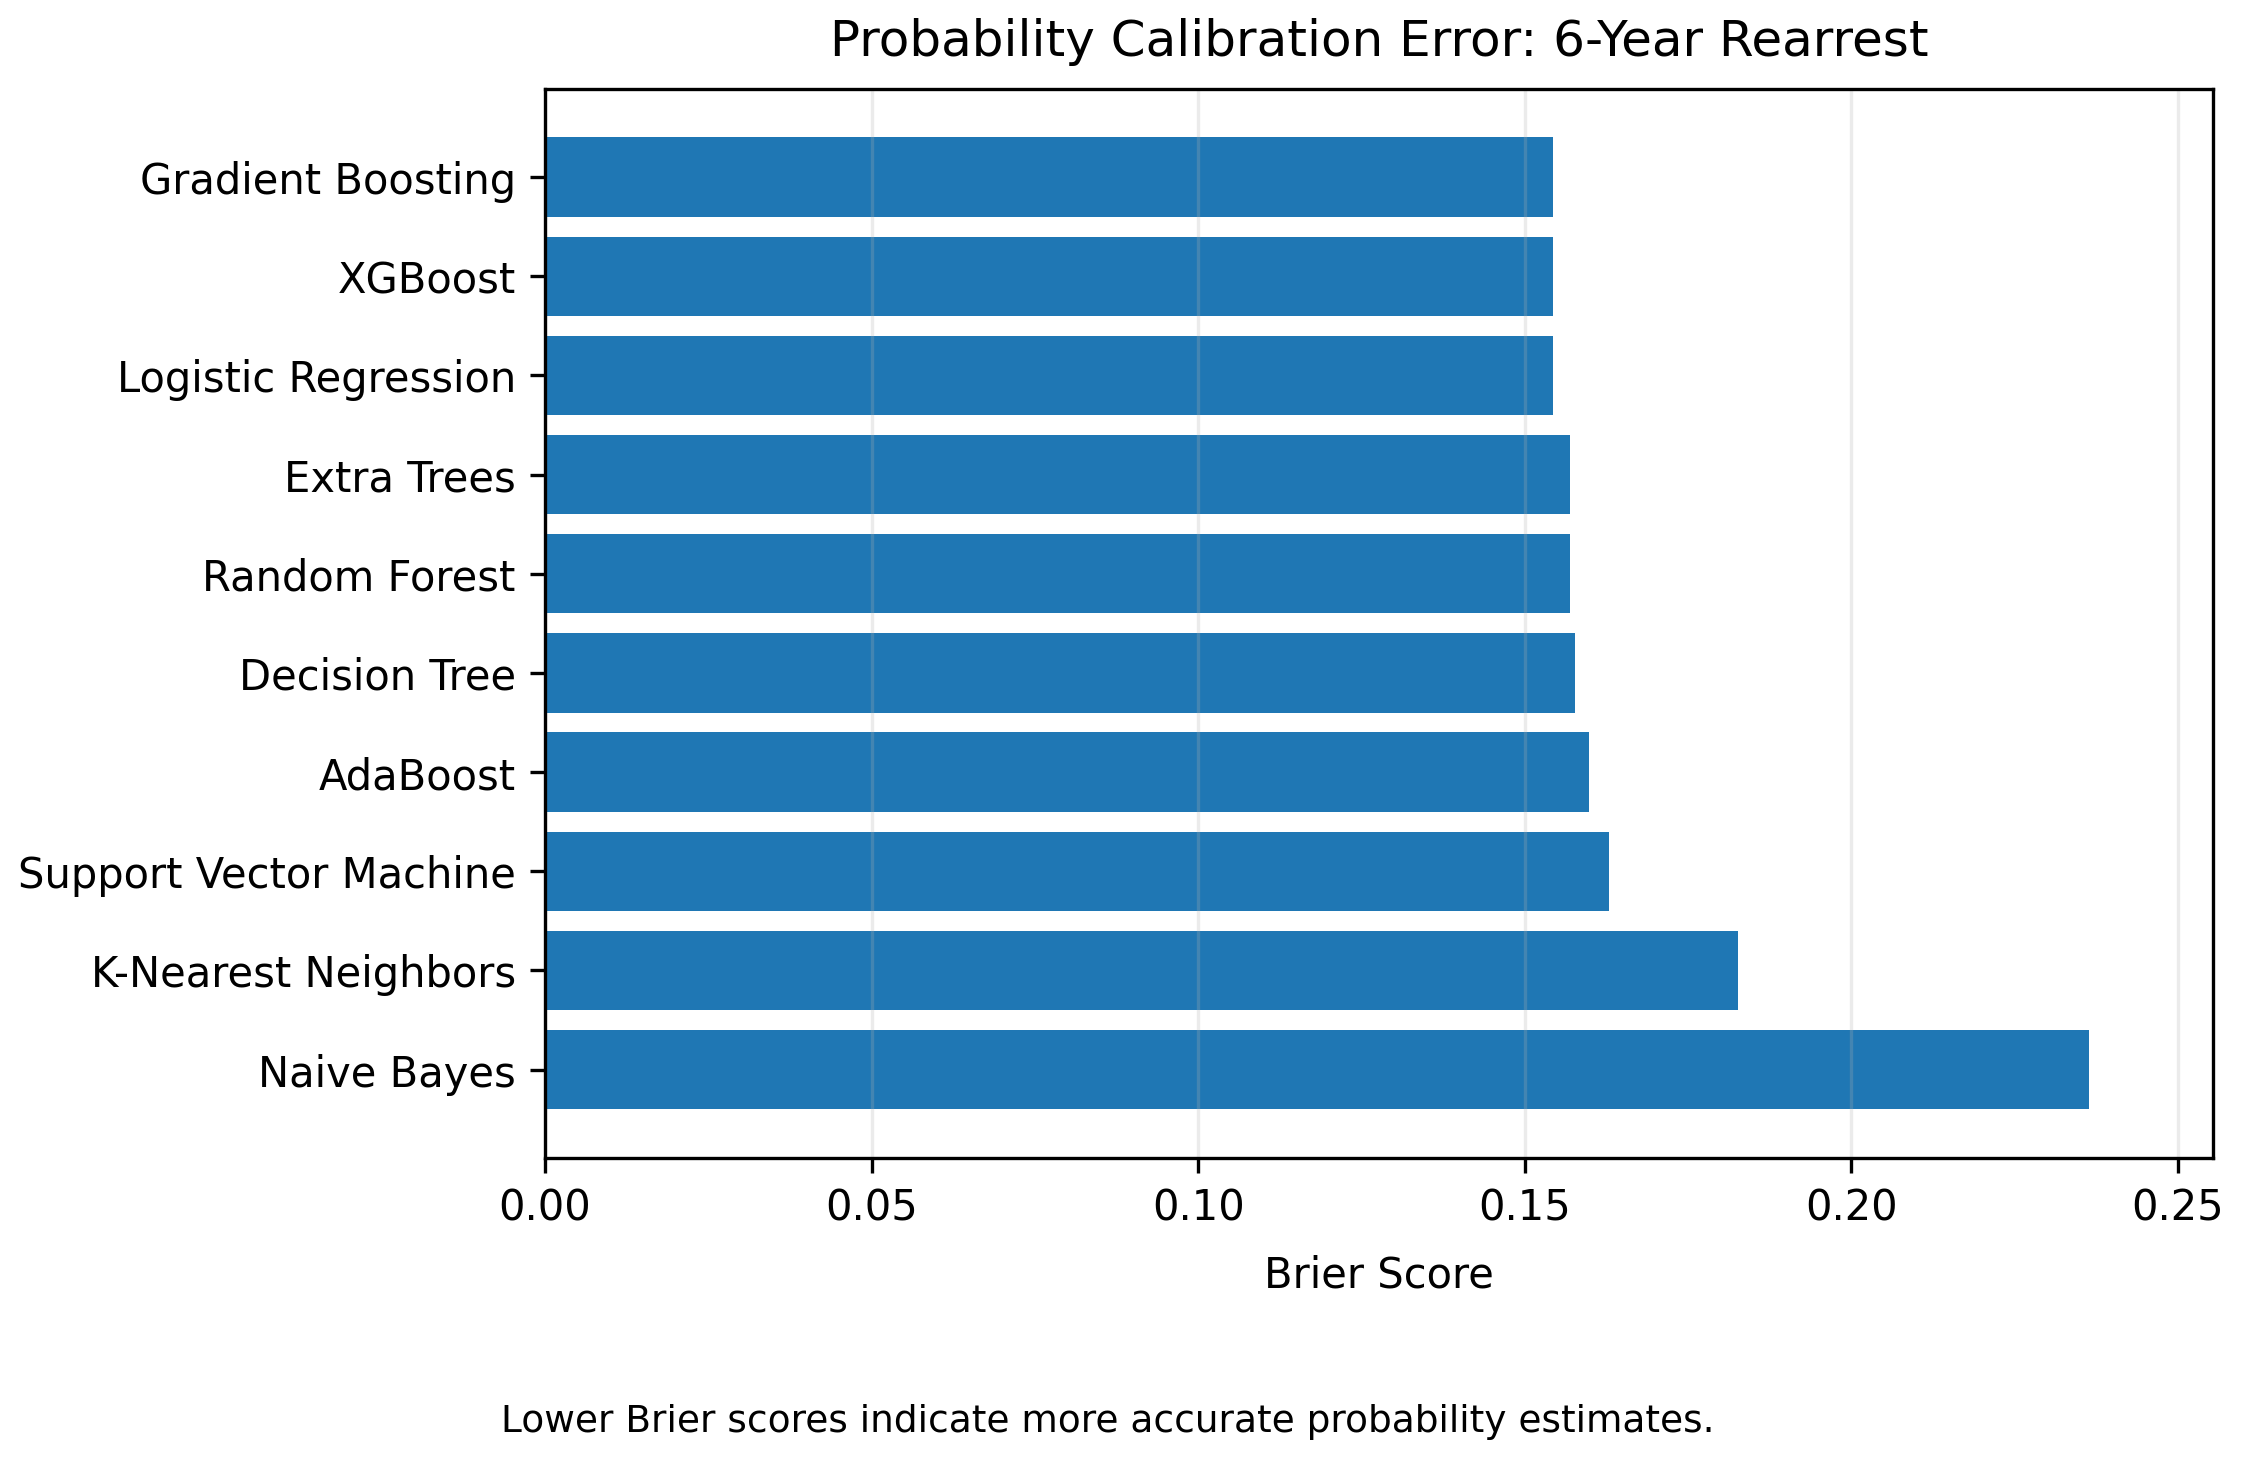 Probability Calibration Error: 6-Year Rearrest
Gradient Boosting
XGBoost
Logistic Regression
Extra Trees
Random Forest
Decision Tree
AdaBoost
Support Vector Machine
K-Nearest Neighbors
Naive Bayes
0.00 0.05 0.10 0.15 0.20 0.25
Brier Score
Lower Brier scores indicate more accurate probability estimates.